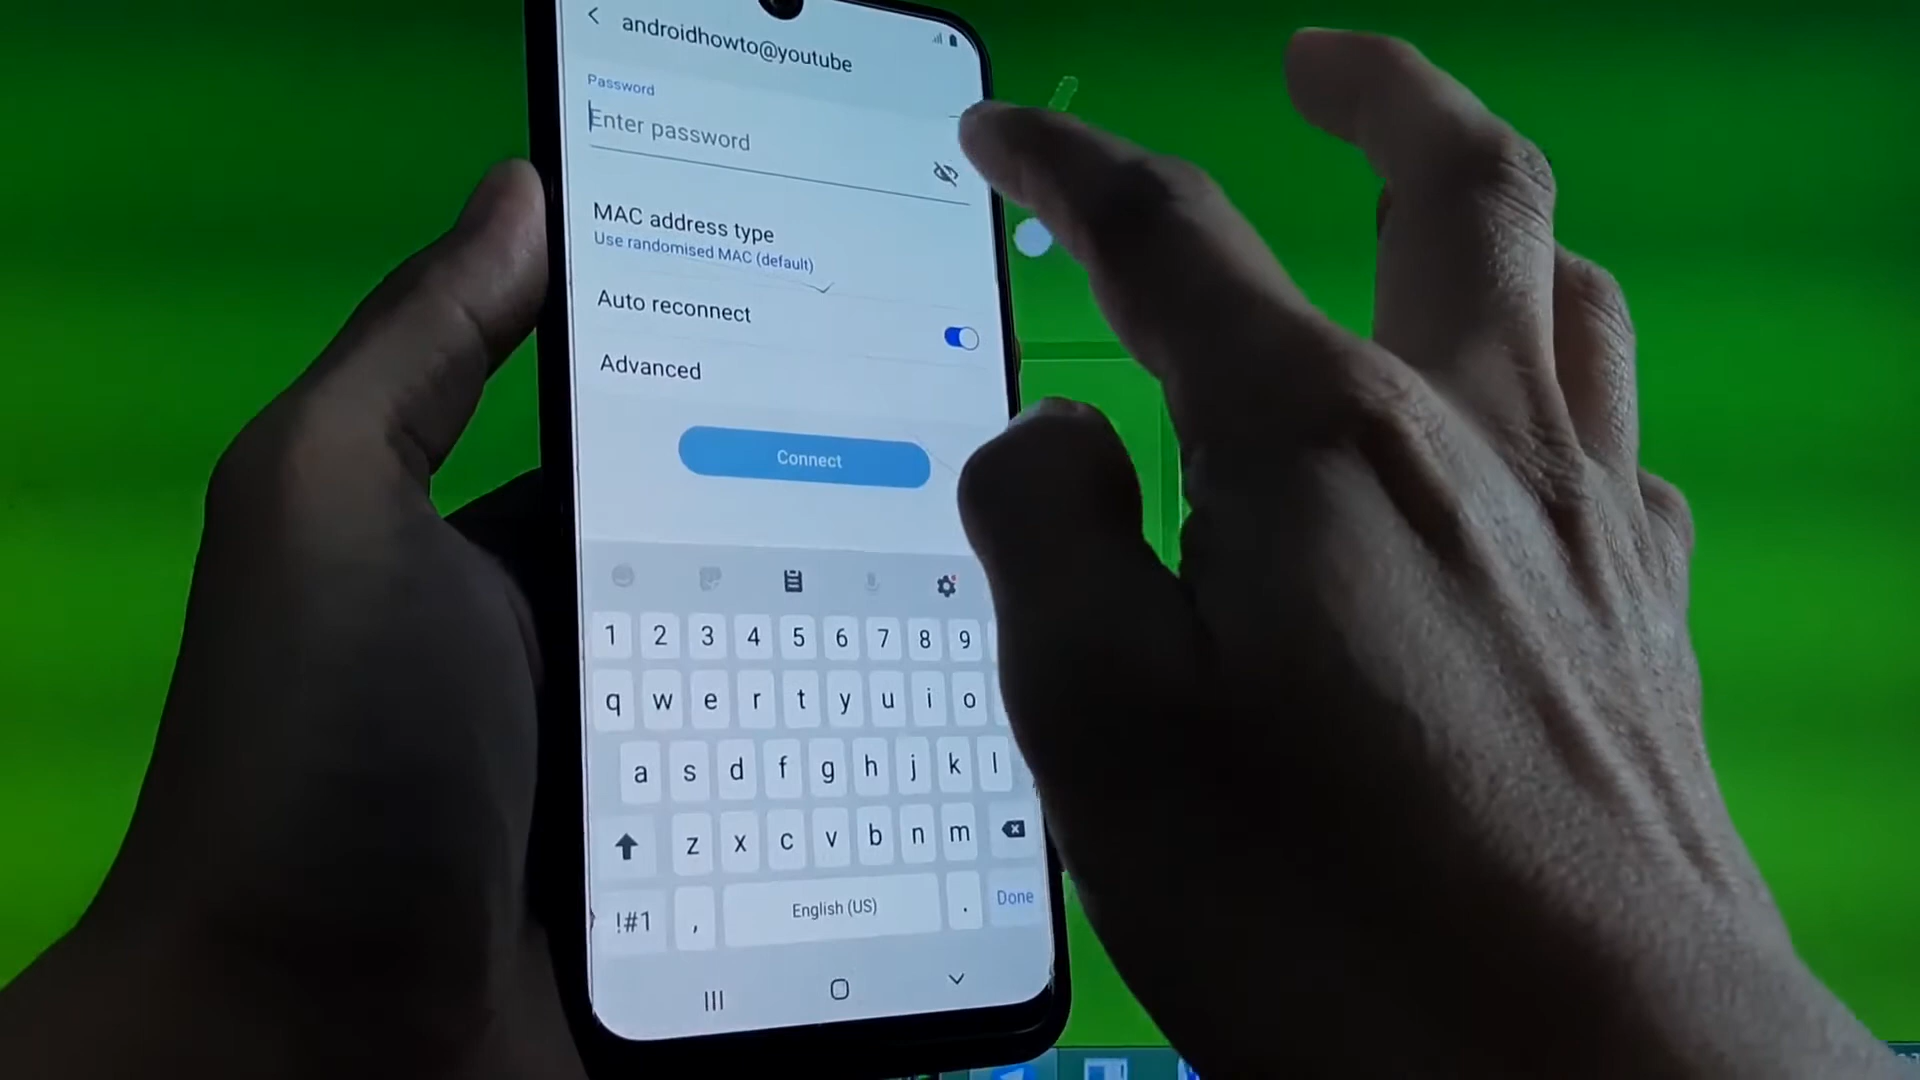 androidhowto@youtube
Password
Enter password
MAC address type
Use randomised MAC (default)
Auto reconnect
Advanced
Connect
1 2 3 4 5 6 7 8 9
q w e r t y u i o
a s d f g h j k l
z x c v b n m
!#1 , English (US) . Done